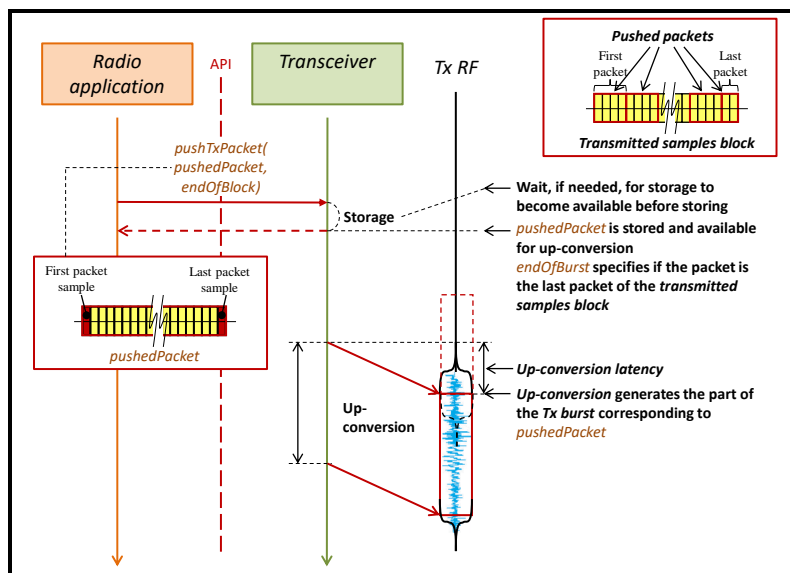 Radio
application
API
Transceiver
Tx RF
Pushed packets
First
packet
Last
packet
Transmitted samples block
pushTxPacket(
pushedPacket,
endOfBlock)
Storage
Wait, if needed, for storage to
become available before storing
pushedPacket is stored and available
for up-conversion
endOfBurst specifies if the packet is
the last packet of the transmitted
samples block
First packet
sample
Last packet
sample
pushedPacket
Up-
conversion
Up-conversion latency
Up-conversion generates the part of
the Tx burst corresponding to
pushedPacket